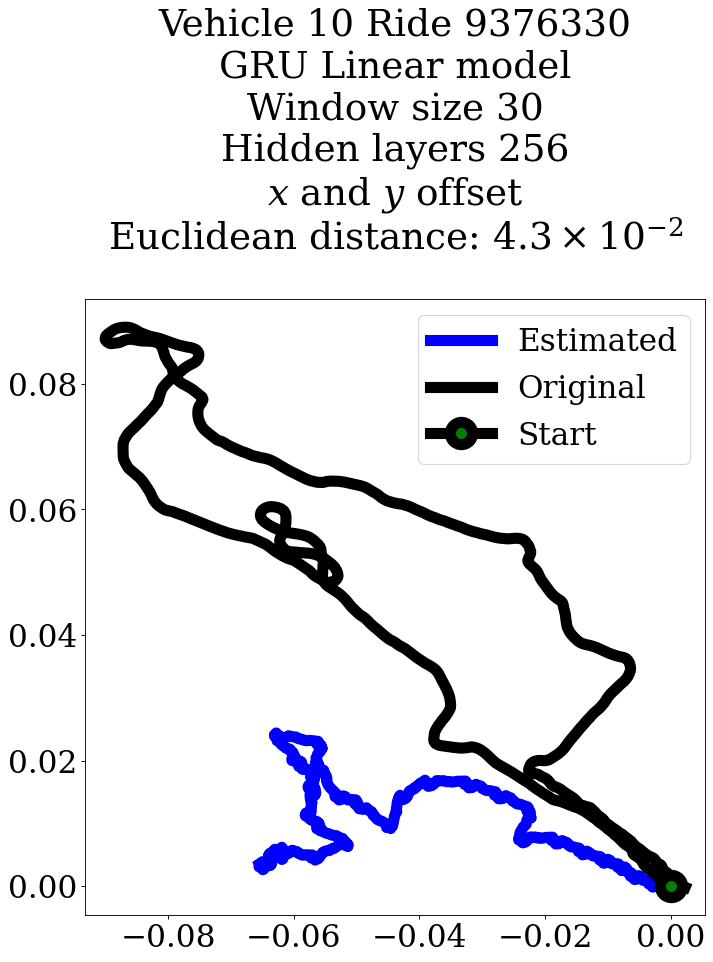 Vehicle 10 Ride 9376330
GRU Linear model
Window size 30
Hidden layers 256
x and y offset
Euclidean distance: 4.3 × 10⁻²
Estimated
Original
Start
0.08
0.06
0.04
0.02
0.00
−0.08 −0.06 −0.04 −0.02 0.00